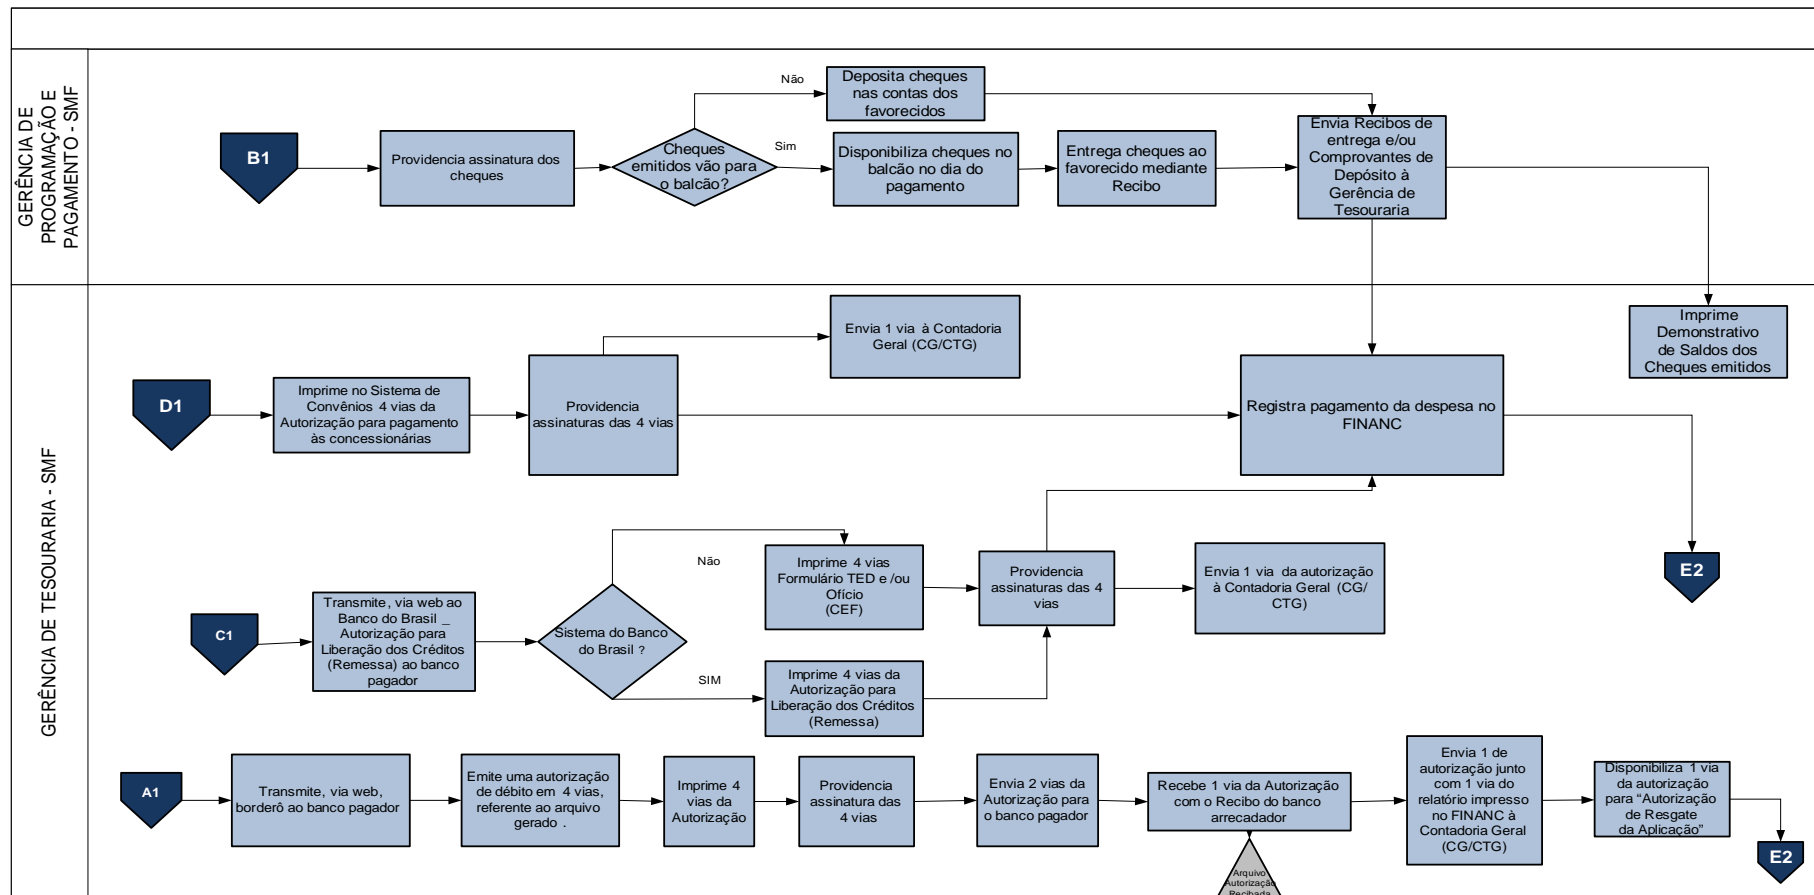 GERÊNCIA DE
PROGRAMAÇÃO E
PAGAMENTO - SMF
B1
Providencia assinatura dos
cheques
Cheques
emitidos vão para
o balcão?
Não
Sim
Deposita cheques
nas contas dos
favorecidos
Disponibiliza cheques no
balcão no dia do
pagamento
Entrega cheques ao
favorecido mediante
Recibo
Envia Recibos de
entrega e/ou
Comprovantes de
Depósito à
Gerência de
Tesouraria
GERÊNCIA DE TESOURARIA - SMF
Imprime
Demonstrativo
de Saldos dos
Cheques emitidos
D1
Imprime no Sistema de
Convênios 4 vias da
Autorização para pagamento
às concessionárias
Providencia
assinaturas das 4 vias
Envia 1 via à Contadoria
Geral (CG/CTG)
Registra pagamento da despesa no
FINANC
E2
C1
Transmite, via web ao
Banco do Brasil _
Autorização para
Liberação dos Créditos
(Remessa) ao banco
pagador
Sistema do Banco
do Brasil ?
Não
SIM
Imprime 4 vias
Formulário TED e /ou
Ofício
(CEF)
Imprime 4 vias da
Autorização para
Liberação dos Créditos
(Remessa)
Providencia
assinaturas das 4
vias
Envia 1 via da autorização
à Contadoria Geral (CG/
CTG)
A1
Transmite, via web,
borderô ao banco pagador
Emite uma autorização
de débito em 4 vias,
referente ao arquivo
gerado .
Imprime 4
vias da
Autorização
Providencia
assinatura das
4 vias
Envia 2 vias da
Autorização para
o banco pagador
Recebe 1 via da Autorização
com o Recibo do banco
arrecadador
Arquivo
Autorização
Recibada
Envia 1 de
autorização junto
com 1 via do
relatório impresso
no FINANC à
Contadoria Geral
(CG/CTG)
Disponibiliza 1 via
da autorização
para “Autorização
de Resgate
da Aplicação”
E2